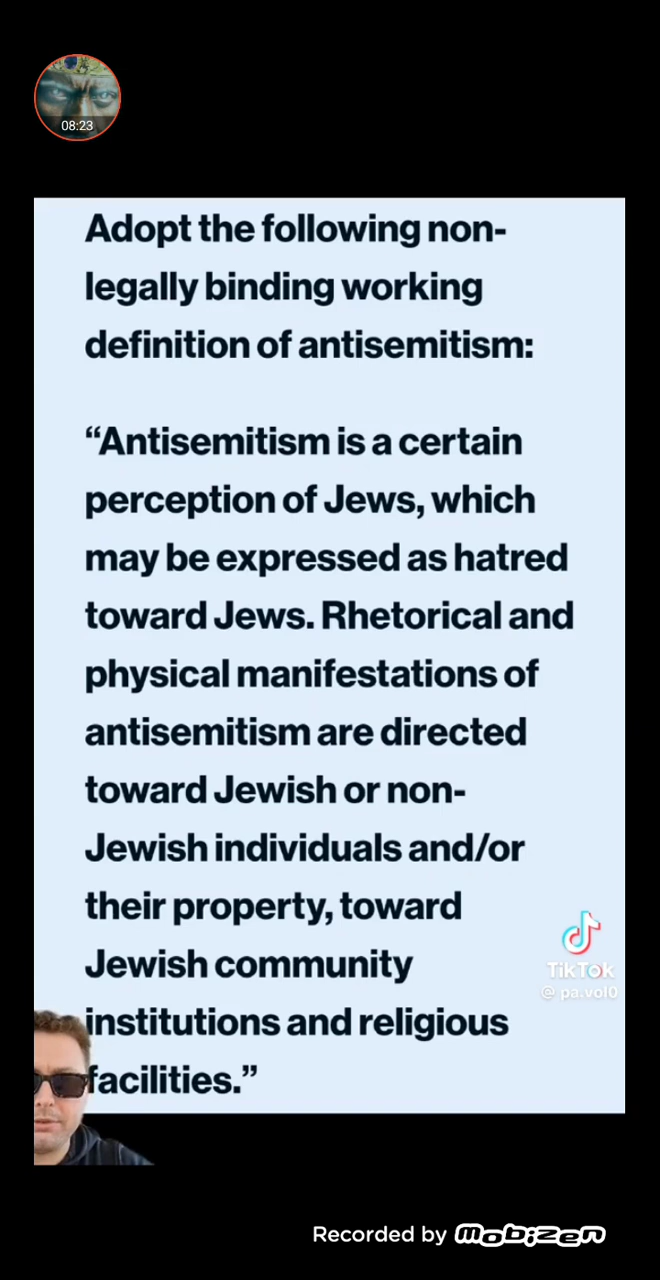 08:23
Adopt the following non-
legally binding working
definition of antisemitism:
“Antisemitism is a certain
perception of Jews, which
may be expressed as hatred
toward Jews. Rhetorical and
physical manifestations of
antisemitism are directed
toward Jewish or non-
Jewish individuals and/or
their property, toward
Jewish community
institutions and religious
facilities.”
TikTok
@ pa.vol0
Recorded by mobizen